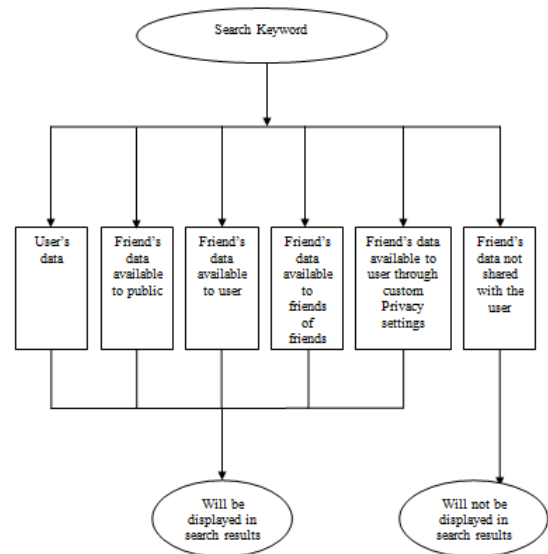 Search Keyword
User's
data
Friend's
data
available
to public
Friend's
data
available
to user
Friend's
data
available
to
friends
of
friends
Friend's data
available to
user through
custom
Privacy
settings
Friend's
data not
shared
with the
user
Will be
displayed in
search results
Will not be
displayed in
search results